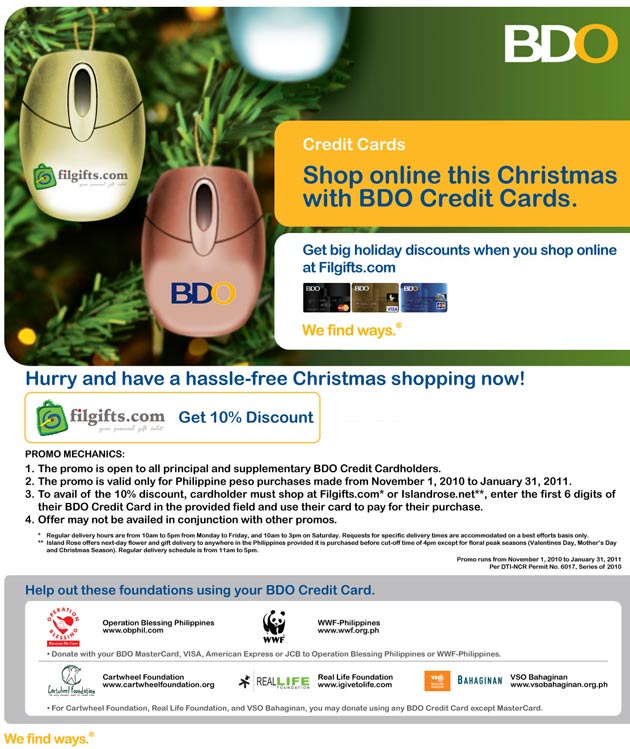 BDO
filgifts.com
your personal gift outlet
BDO
Credit Cards
Shop online this Christmas
with BDO Credit Cards.
Get big holiday discounts when you shop online
at Filgifts.com
BDO
BDO
BDO
VISA
We find ways.®
Hurry and have a hassle-free Christmas shopping now!
filgifts.com
your personal gift outlet
Get 10% Discount
PROMO MECHANICS:
1. The promo is open to all principal and supplementary BDO Credit Cardholders.
2. The promo is valid only for Philippine peso purchases made from November 1, 2010 to January 31, 2011.
3. To avail of the 10% discount, cardholder must shop at Filgifts.com* or Islandrose.net**, enter the first 6 digits of
their BDO Credit Card in the provided field and use their card to pay for their purchase.
4. Offer may not be availed in conjunction with other promos.
* Regular delivery hours are from 10am to 5pm from Monday to Friday, and 10am to 3pm on Saturday. Requests for specific delivery times are accommodated on a best efforts basis only.
** Island Rose offers next-day flower and gift delivery to anywhere in the Philippines provided it is purchased before cut-off time of 4pm except for floral peak seasons (Valentines Day, Mother's Day
and Christmas Season). Regular delivery schedule is from 11am to 5pm.
Promo runs from November 1, 2010 to January 31, 2011
Per DTI-NCR Permit No. 6017, Series of 2010
Help out these foundations using your BDO Credit Card.
OPERATION BLESSING
Because We Care
Operation Blessing Philippines
www.obphil.com
WWF
WWF-Philippines
www.wwf.org.ph
• Donate with your BDO MasterCard, VISA, American Express or JCB to Operation Blessing Philippines or WWF-Philippines.
Cartwheel Foundation
Cartwheel Foundation
www.cartwheelfoundation.org
REALLIFE
FOUNDATION
Real Life Foundation
www.igivetolife.com
vso
BAHAGINAN
VSO Bahaginan
www.vsobahaginan.org.ph
• For Cartwheel Foundation, Real Life Foundation, and VSO Bahaginan, you may donate using any BDO Credit Card except MasterCard.
We find ways.®